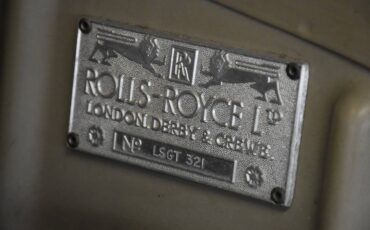 RR
ROLLS-ROYCE LTD
LONDON, DERBY & CREWE.
No LSGT 321